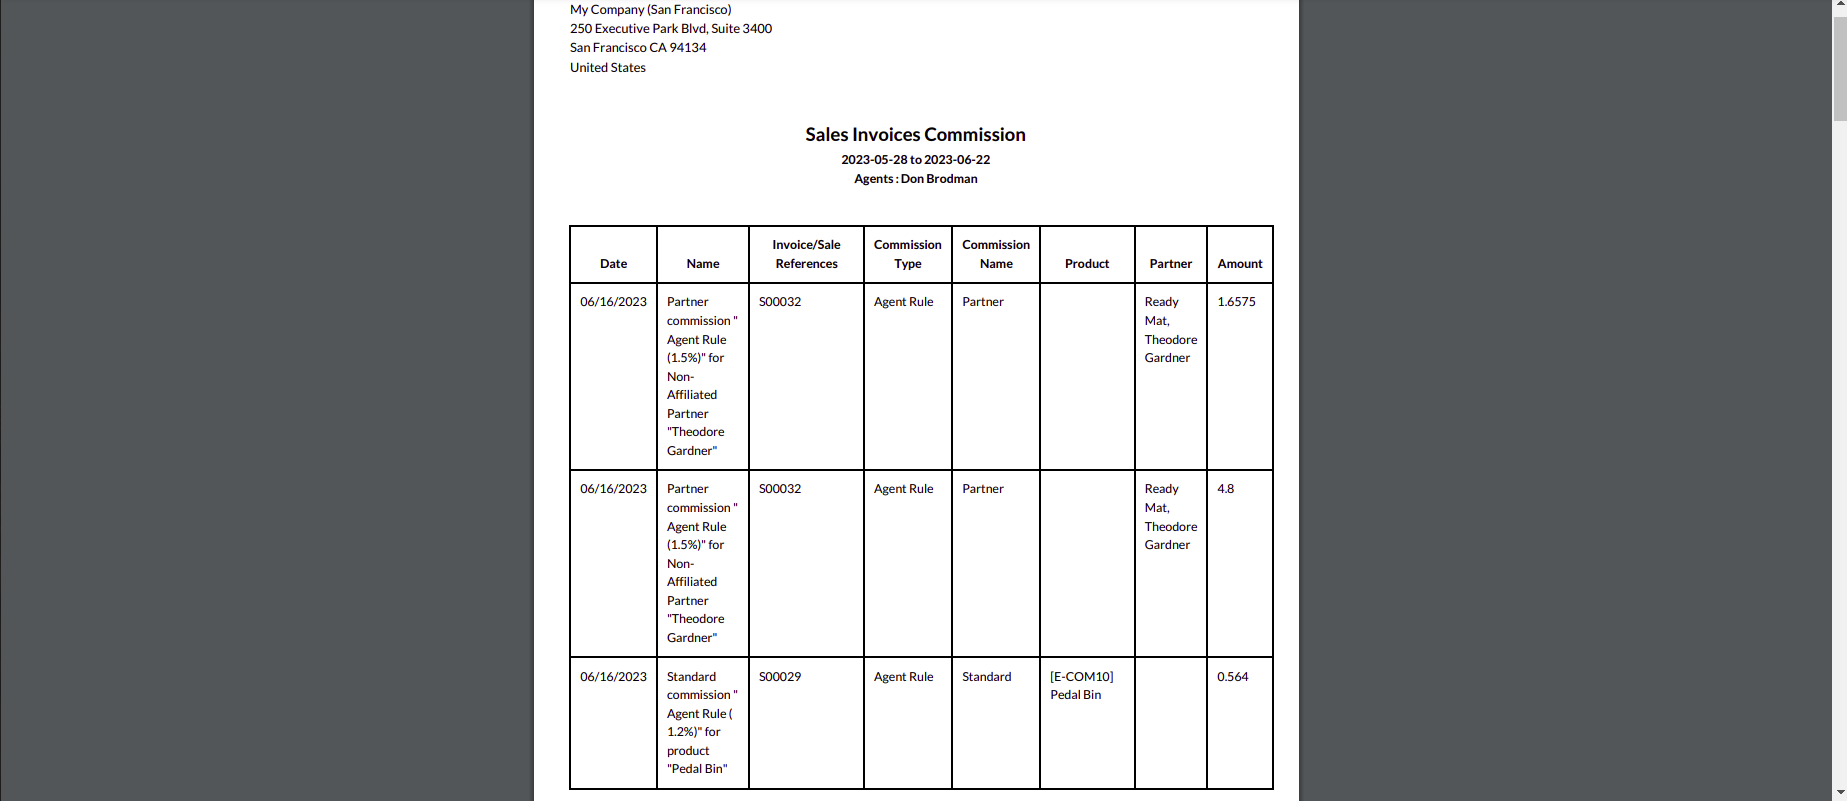 My Company (San Francisco)
250 Executive Park Blvd, Suite 3400
San Francisco CA 94134
United States
Sales Invoices Commission
2023-05-28 to 2023-06-22
Agents : Don Brodman
Date
Name
Invoice/Sale
References
Commission
Type
Commission
Name
Product
Partner
Amount
06/16/2023
Partner
commission "
Agent Rule
(1.5%)" for
Non-
Affiliated
Partner
"Theodore
Gardner"
S00032
Agent Rule
Partner
Ready
Mat,
Theodore
Gardner
1.6575
06/16/2023
Partner
commission "
Agent Rule
(1.5%)" for
Non-
Affiliated
Partner
"Theodore
Gardner"
S00032
Agent Rule
Partner
Ready
Mat,
Theodore
Gardner
4.8
06/16/2023
Standard
commission "
Agent Rule (
1.2%)" for
product
"Pedal Bin"
S00029
Agent Rule
Standard
[E-COM10]
Pedal Bin
0.564